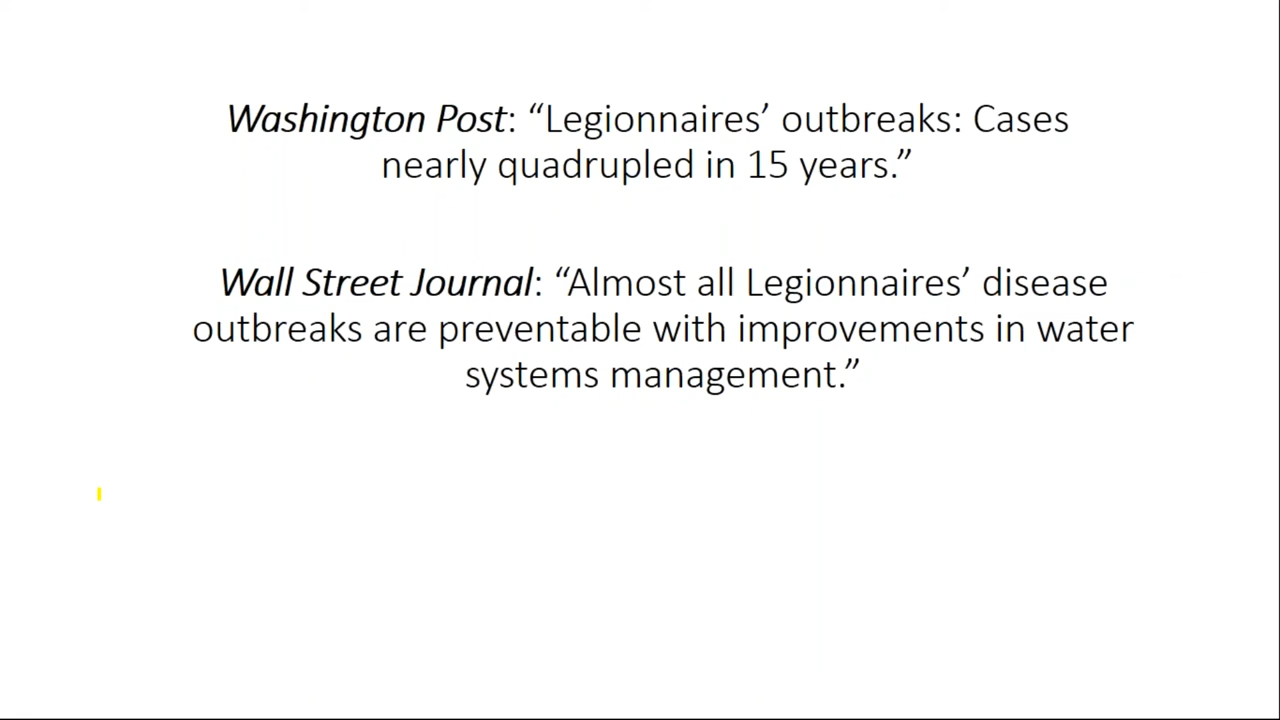 Washington Post: “Legionnaires’ outbreaks: Cases
nearly quadrupled in 15 years.”
Wall Street Journal: “Almost all Legionnaires’ disease
outbreaks are preventable with improvements in water
systems management.”